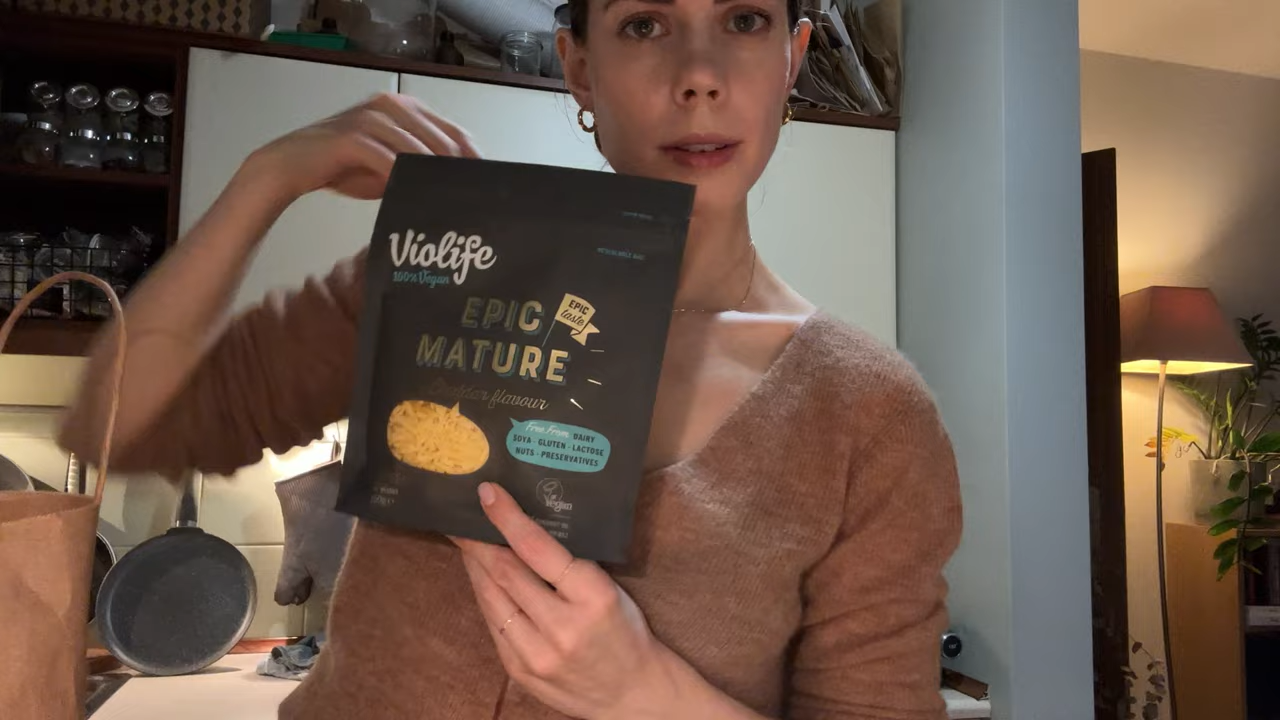 Violife
100% Vegan
EPIC
taste
EPIC
MATURE
Cheddar flavour
Free From DAIRY
SOYA · GLUTEN · LACTOSE
NUTS · PRESERVATIVES
Vegan